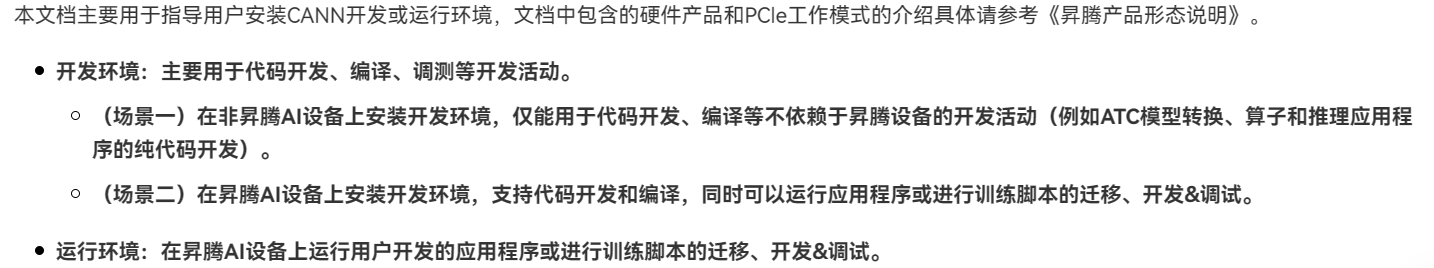 本文档主要用于指导用户安装CANN开发或运行环境，文档中包含的硬件产品和PCIe工作模式的介绍具体请参考《昇腾产品形态说明》。
开发环境：主要用于代码开发、编译、调测等开发活动。
（场景一）在非昇腾AI设备上安装开发环境，仅能用于代码开发、编译等不依赖于昇腾设备的开发活动（例如ATC模型转换、算子和推理应用程
序的纯代码开发）。
（场景二）在昇腾AI设备上安装开发环境，支持代码开发和编译，同时可以运行应用程序或进行训练脚本的迁移、开发&调试。
运行环境：在昇腾AI设备上运行用户开发的应用程序或进行训练脚本的迁移、开发&调试。